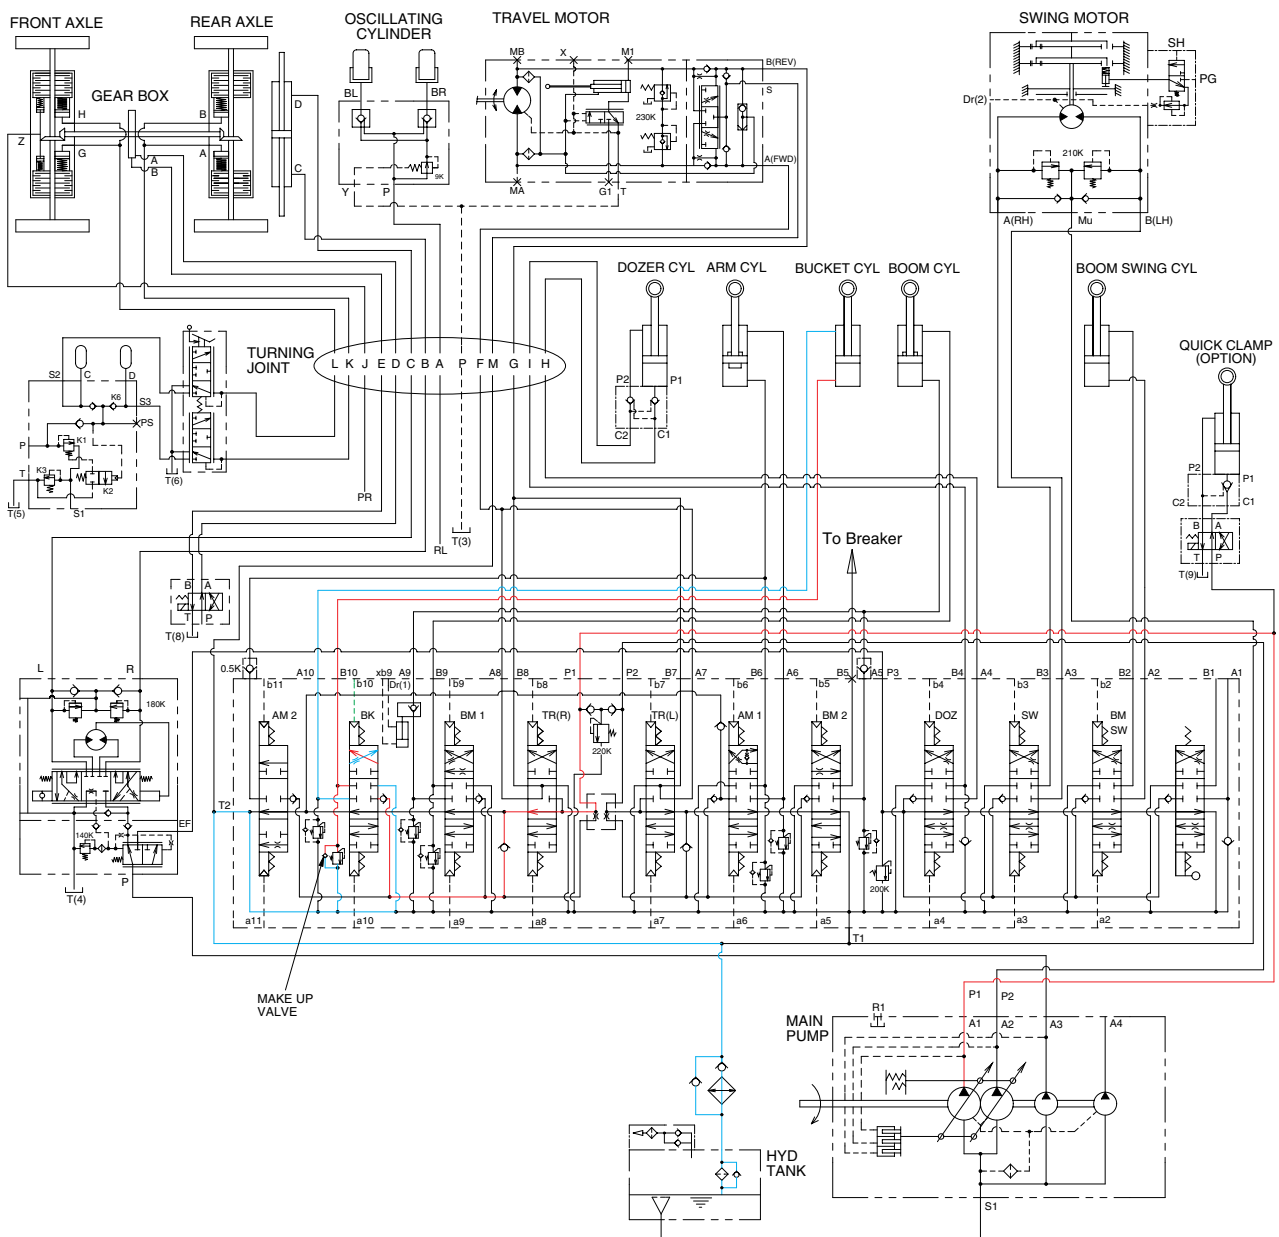 FRONT AXLE
REAR AXLE
OSCILLATING
CYLINDER
TRAVEL MOTOR
SWING MOTOR
GEAR BOX
H
Z
G
A
B
B
A
D
C
BL
BR
9K
Y
P
MB
X
M1
B(REV)
S
230K
A(FWD)
MA
G1
T
SH
PG
Dr(2)
210K
A(RH)
Mu
B(LH)
DOZER CYL
ARM CYL
BUCKET CYL
BOOM CYL
BOOM SWING CYL
QUICK CLAMP
(OPTION)
TURNING
JOINT
L K J E D C B A P F M G I H
S2
C
D
K6
S3
PS
P
K1
T
K3
K2
T(5)
S1
T(6)
P2
P1
C2
C1
PR
RL
T(3)
P2
P1
C2
C1
B
A
T
P
T(9)
To Breaker
B
A
T
P
T(8)
L
R
180K
EF
140K
P
T(4)
0.5K
A10
B10
xb9
A9
B9
A8
B8
P1
P2
B7
A7
B6
A6
B5
A5
P3
B4
A4
B3
A3
B2
A2
B1
A1
b11
b10
Dr(1)
b9
b8
b7
b6
b5
b4
b3
b2
AM 2
BK
BM 1
TR(R)
TR(L)
AM 1
BM 2
DOZ
SW
BM
SW
220K
T2
200K
a11
a10
a9
a8
a7
a6
a5
T1
a4
a3
a2
MAKE UP
VALVE
P1
P2
MAIN
PUMP
R1
A1
A2
A3
A4
HYD
TANK
S1